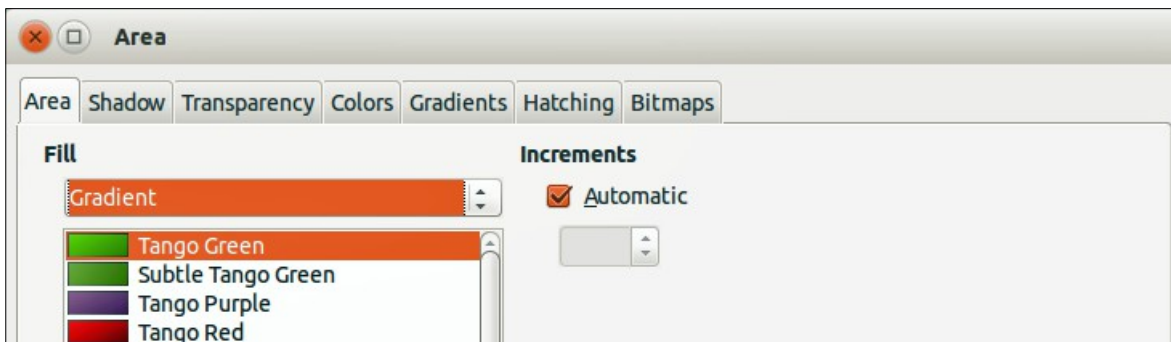 Area
Area Shadow Transparency Colors Gradients Hatching Bitmaps
Fill
Increments
Gradient
Automatic
Tango Green
Subtle Tango Green
Tango Purple
Tango Red